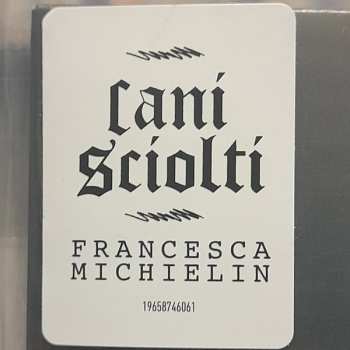 Cani
Sciolti
FRANCESCA
MICHIELIN
19658746061